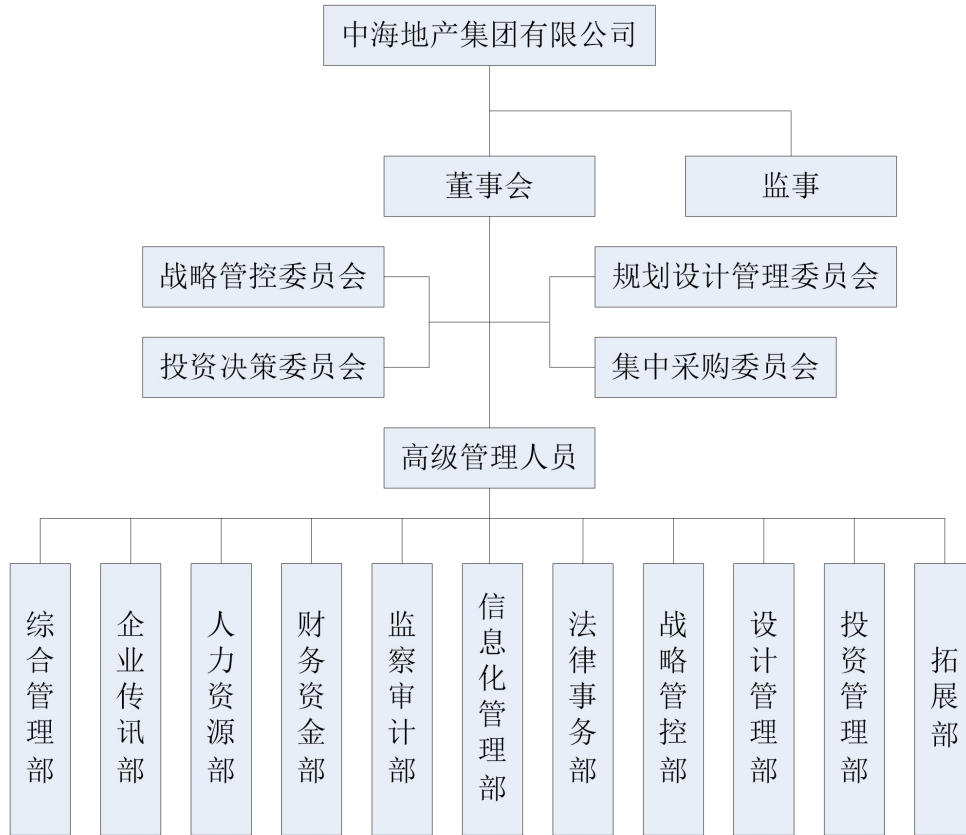 中海地产集团有限公司
董事会
监事
战略管控委员会
规划设计管理委员会
投资决策委员会
集中采购委员会
高级管理人员
综合管理部
企业传讯部
人力资源部
财务资金部
监察审计部
信息化管理部
法律事务部
战略管控部
设计管理部
投资管理部
拓展部